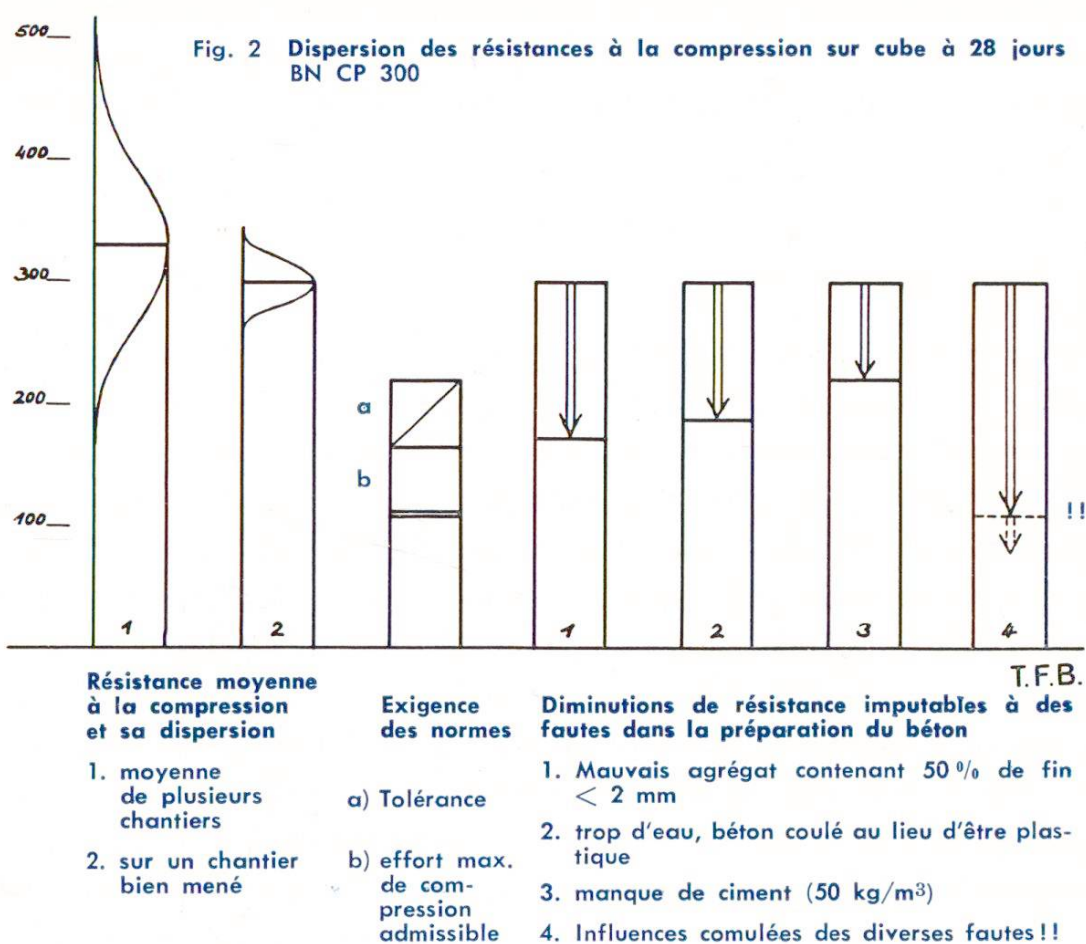 Fig. 2 Dispersion des résistances à la compression sur cube à 28 jours
BN CP 300
500
400
300
200
100
a
b
!!
1
2
1
2
3
4
T.F.B.
Résistance moyenne
à la compression
et sa dispersion
1. moyenne
de plusieurs
chantiers
2. sur un chantier
bien mené
Exigence
des normes
a) Tolérance
b) effort max.
de com-
pression
admissible
Diminutions de résistance imputables à des
fautes dans la préparation du béton
1. Mauvais agrégat contenant 50 % de fin
< 2 mm
2. trop d'eau, béton coulé au lieu d'être plas-
tique
3. manque de ciment (50 kg/m³)
4. Influences comulées des diverses fautes!!